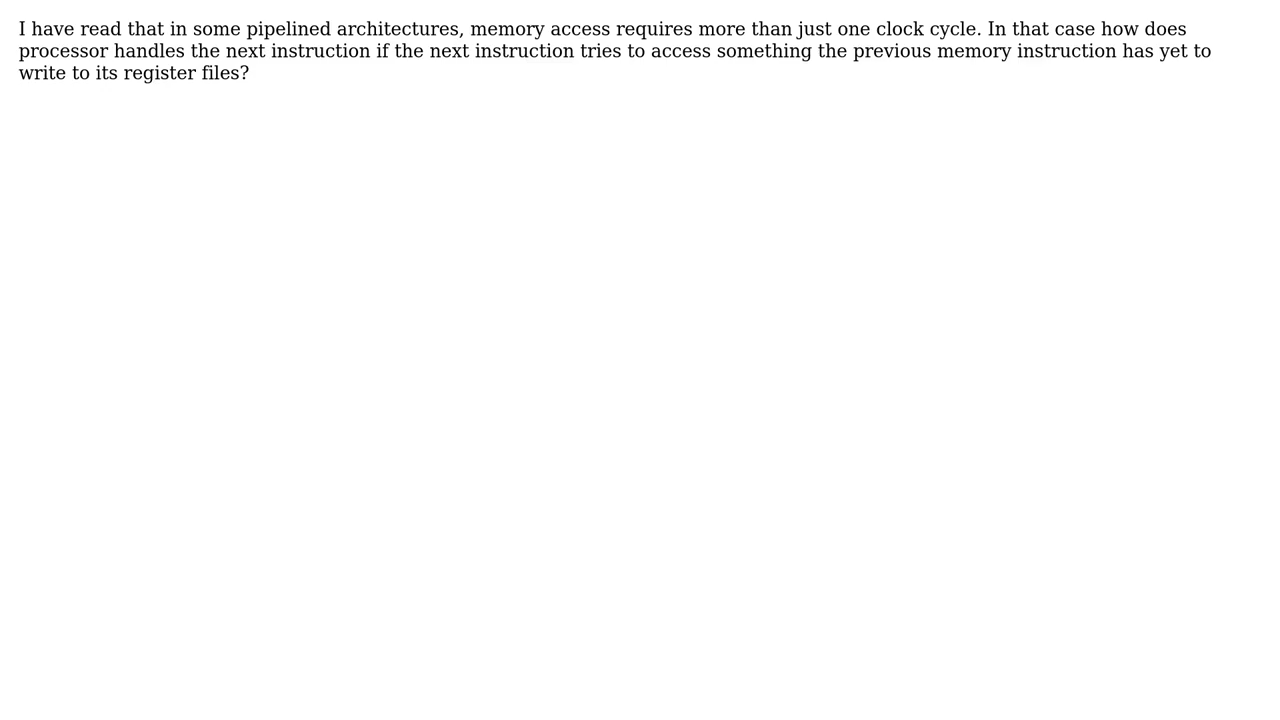 I have read that in some pipelined architectures, memory access requires more than just one clock cycle. In that case how does
processor handles the next instruction if the next instruction tries to access something the previous memory instruction has yet to
write to its register files?